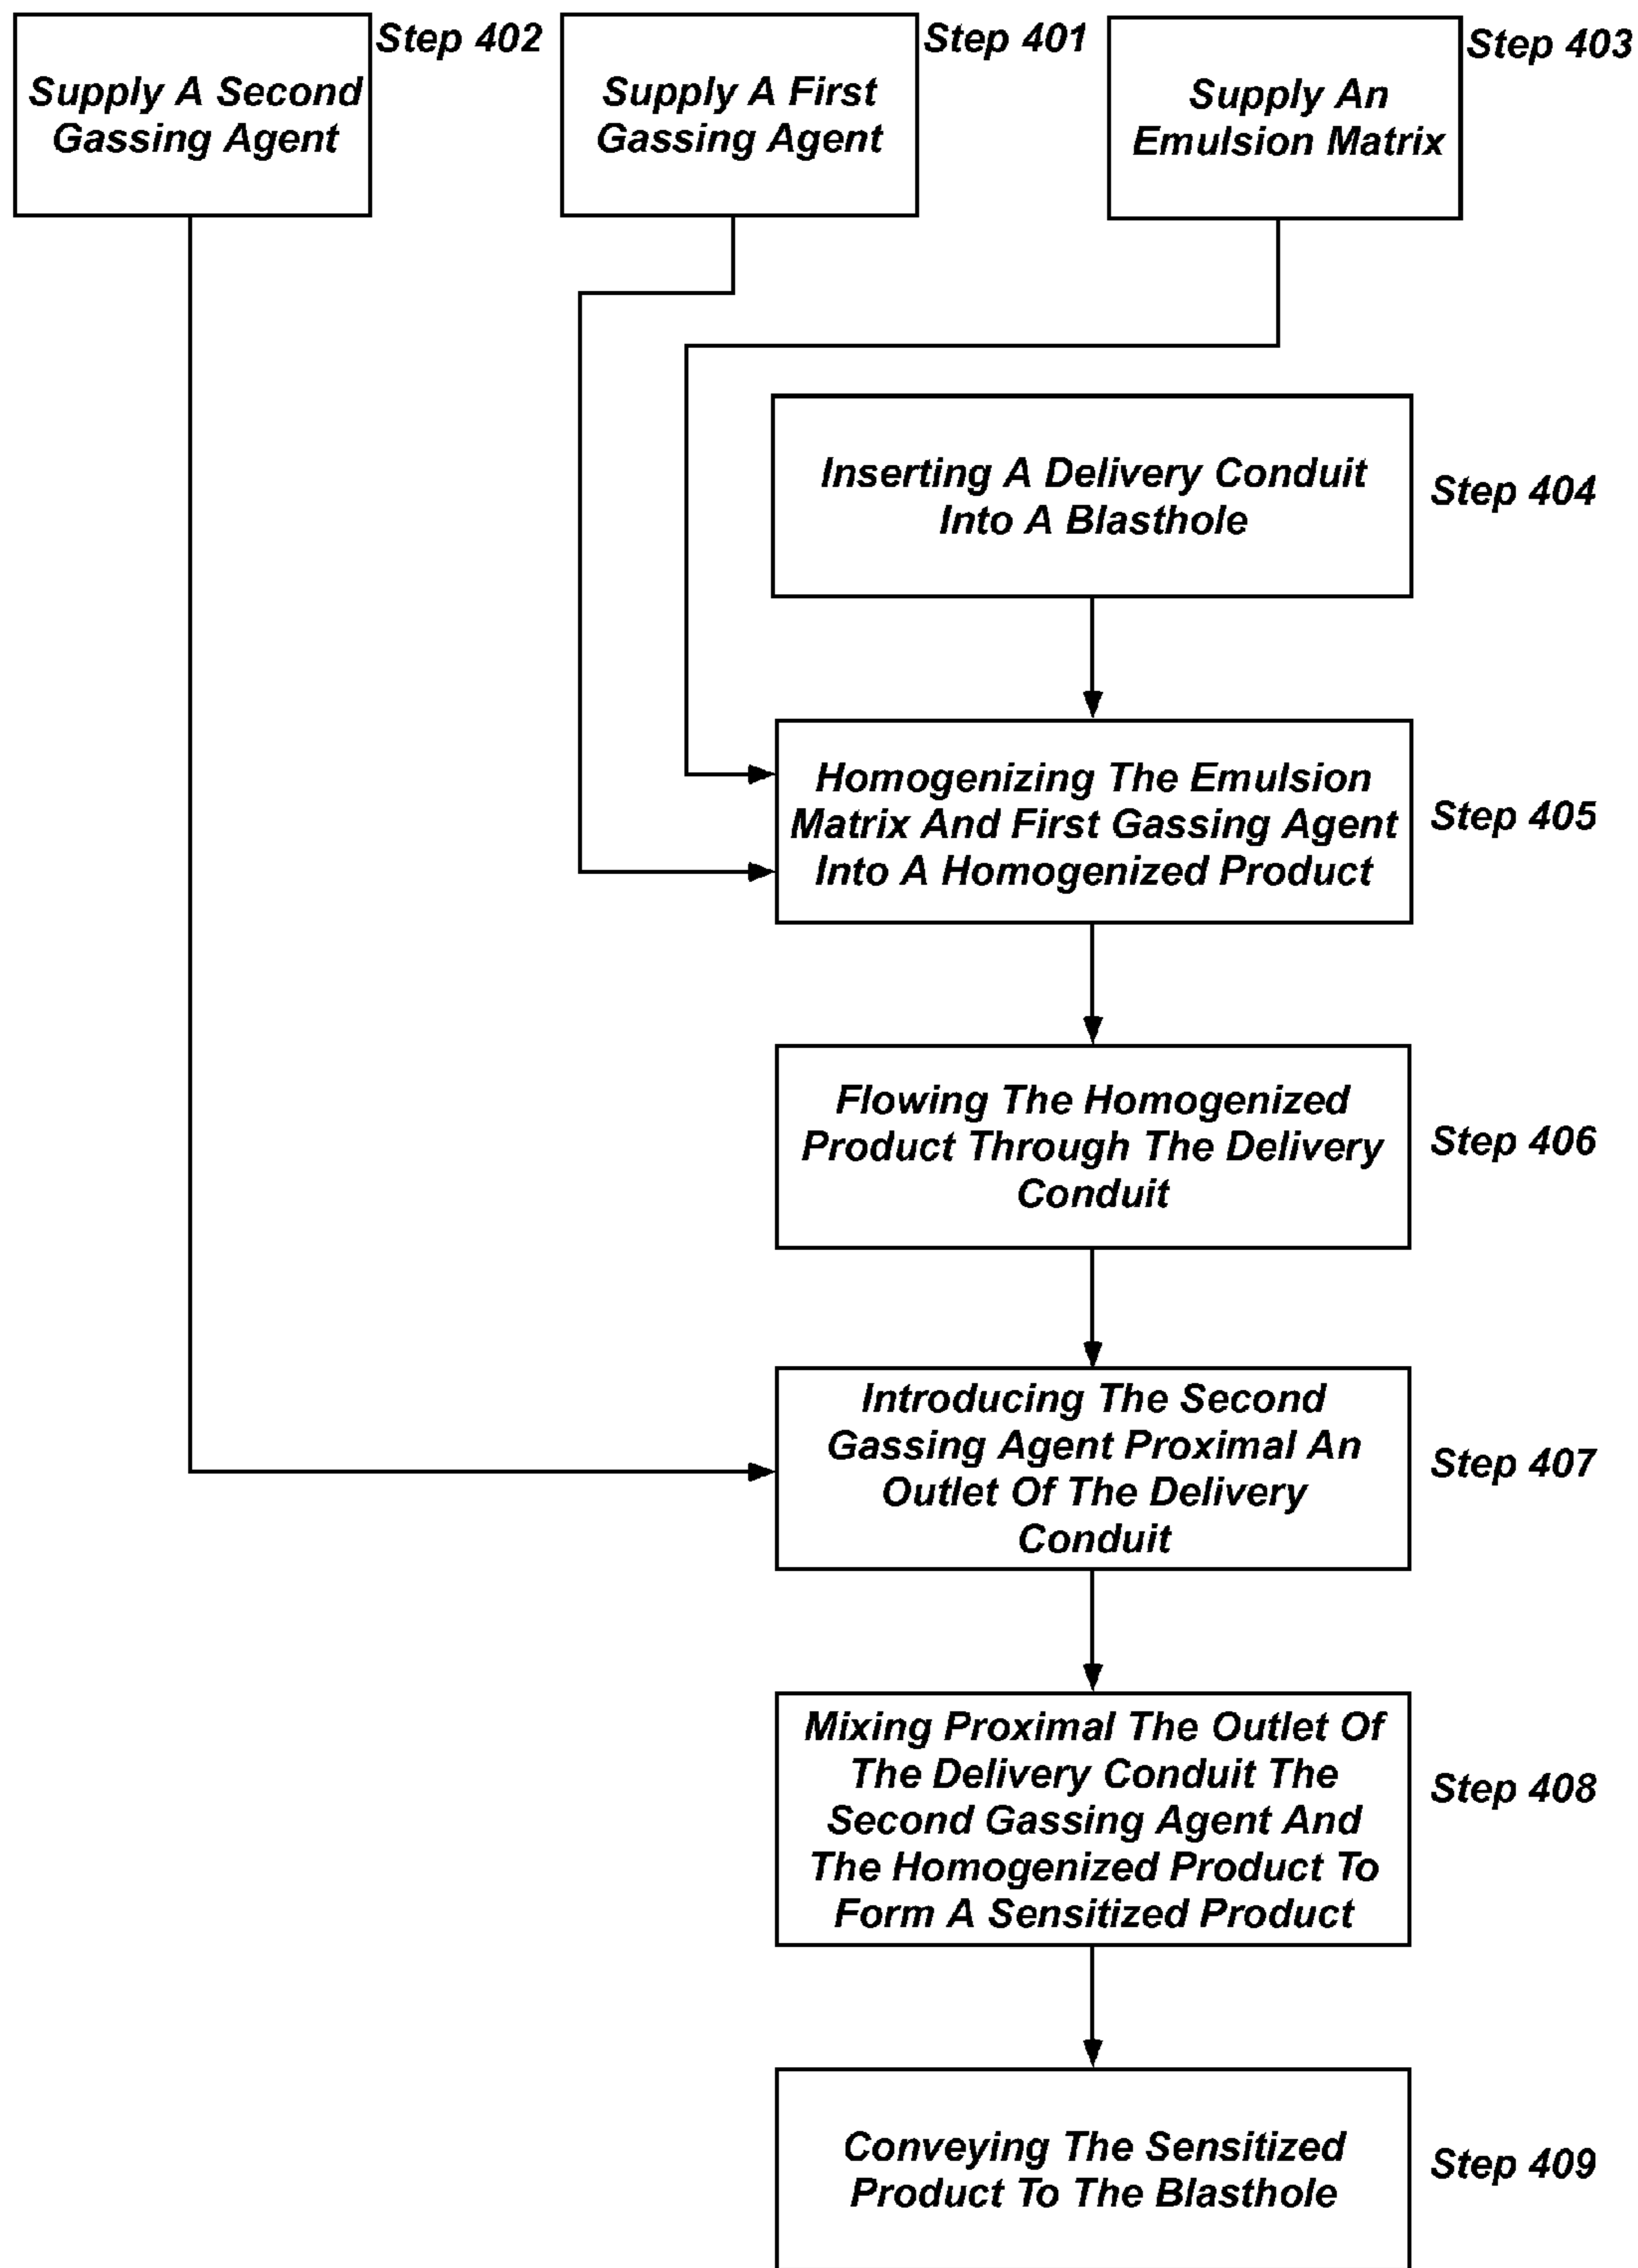 Step 402
Supply A Second
Gassing Agent
Step 401
Supply A First
Gassing Agent
Step 403
Supply An
Emulsion Matrix
Inserting A Delivery Conduit
Into A Blasthole
Step 404
Homogenizing The Emulsion
Matrix And First Gassing Agent
Into A Homogenized Product
Step 405
Flowing The Homogenized
Product Through The Delivery
Conduit
Step 406
Introducing The Second
Gassing Agent Proximal An
Outlet Of The Delivery
Conduit
Step 407
Mixing Proximal The Outlet Of
The Delivery Conduit The
Second Gassing Agent And
The Homogenized Product To
Form A Sensitized Product
Step 408
Conveying The Sensitized
Product To The Blasthole
Step 409